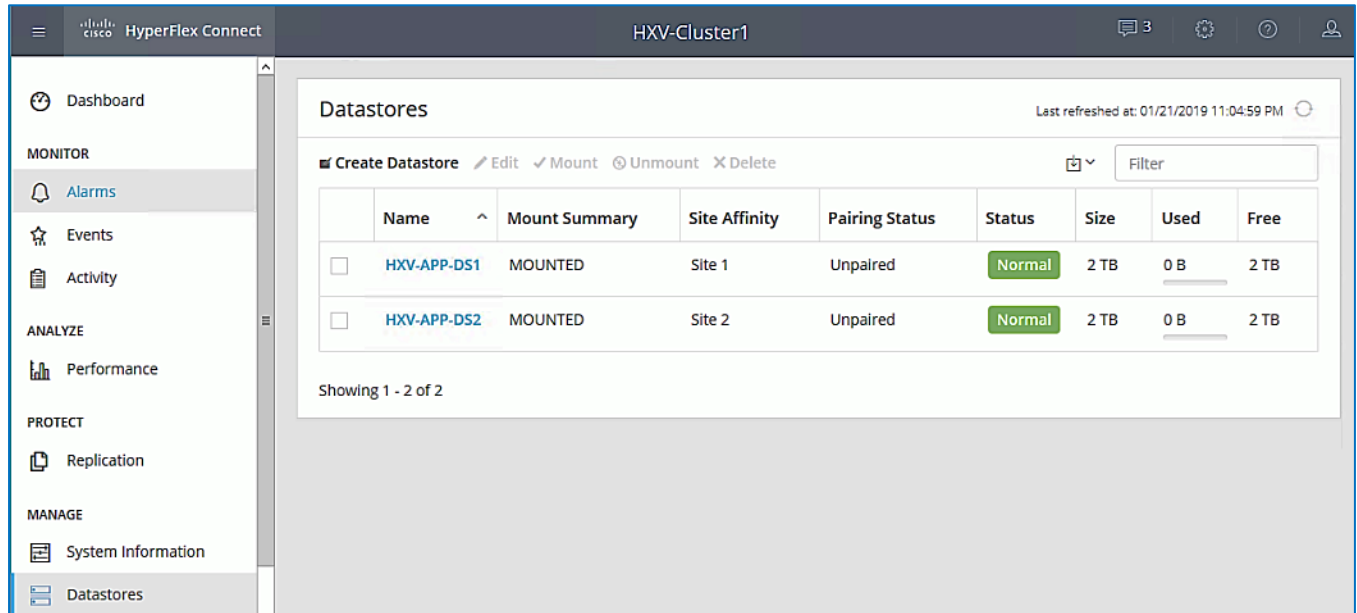 cisco HyperFlex Connect HXV-Cluster1 3
Dashboard
MONITOR
Alarms
Events
Activity
ANALYZE
Performance
PROTECT
Replication
MANAGE
System Information
Datastores
Datastores Last refreshed at: 01/21/2019 11:04:59 PM
Create Datastore Edit Mount Unmount Delete Filter
Name Mount Summary Site Affinity Pairing Status Status Size Used Free
HXV-APP-DS1 MOUNTED Site 1 Unpaired Normal 2 TB 0 B 2 TB
HXV-APP-DS2 MOUNTED Site 2 Unpaired Normal 2 TB 0 B 2 TB
Showing 1 - 2 of 2